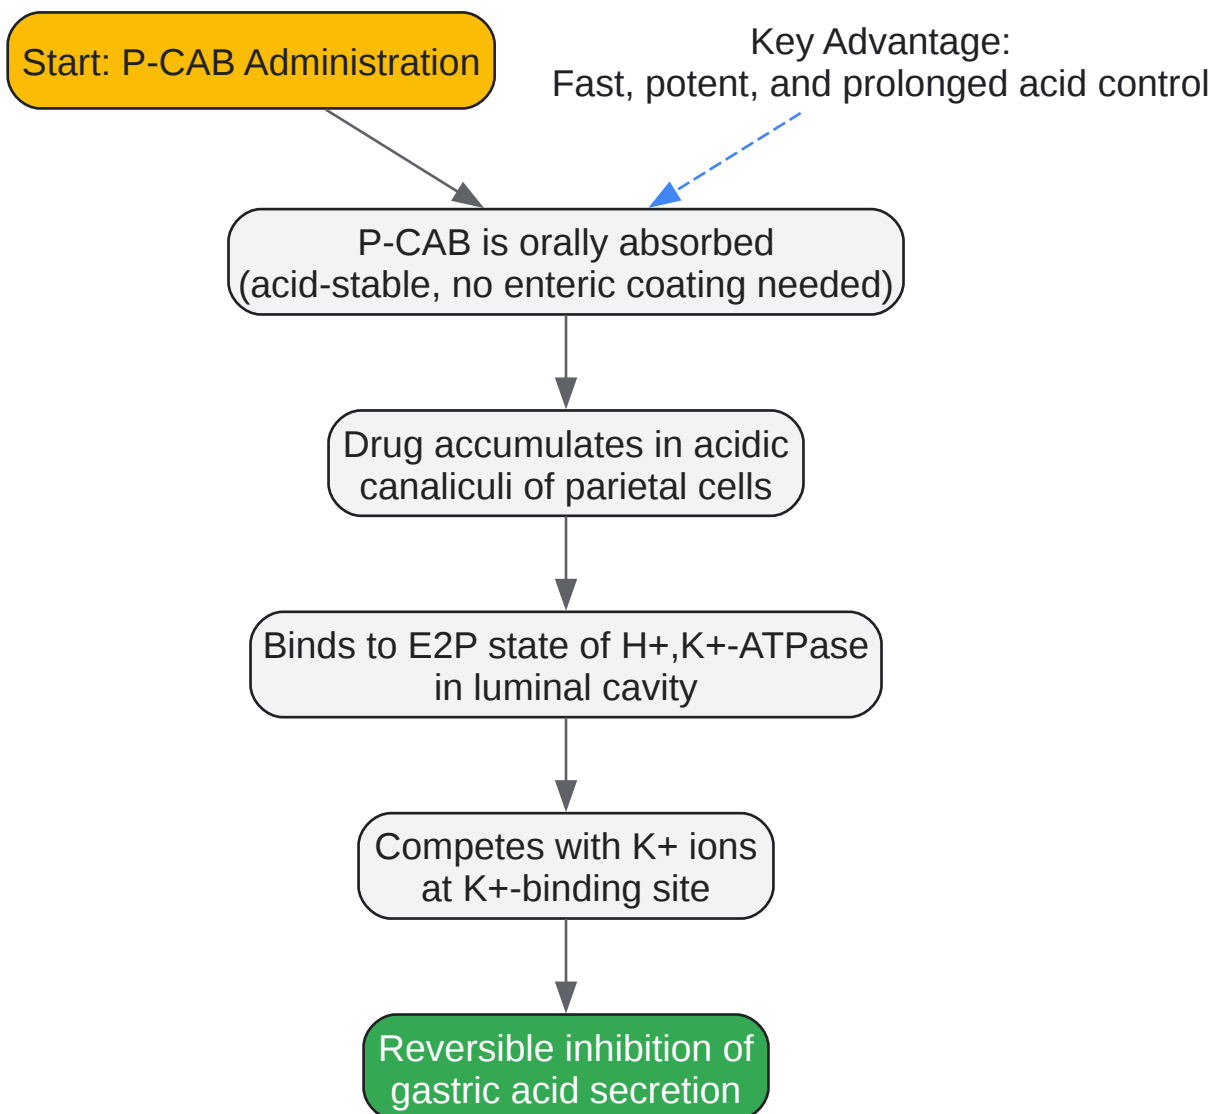 Start: P-CAB Administration
Key Advantage:
Fast, potent, and prolonged acid control
P-CAB is orally absorbed
(acid-stable, no enteric coating needed)
Drug accumulates in acidic
canaliculi of parietal cells
Binds to E2P state of H+,K+-ATPase
in luminal cavity
Competes with K+ ions
at K+-binding site
Reversible inhibition of
gastric acid secretion